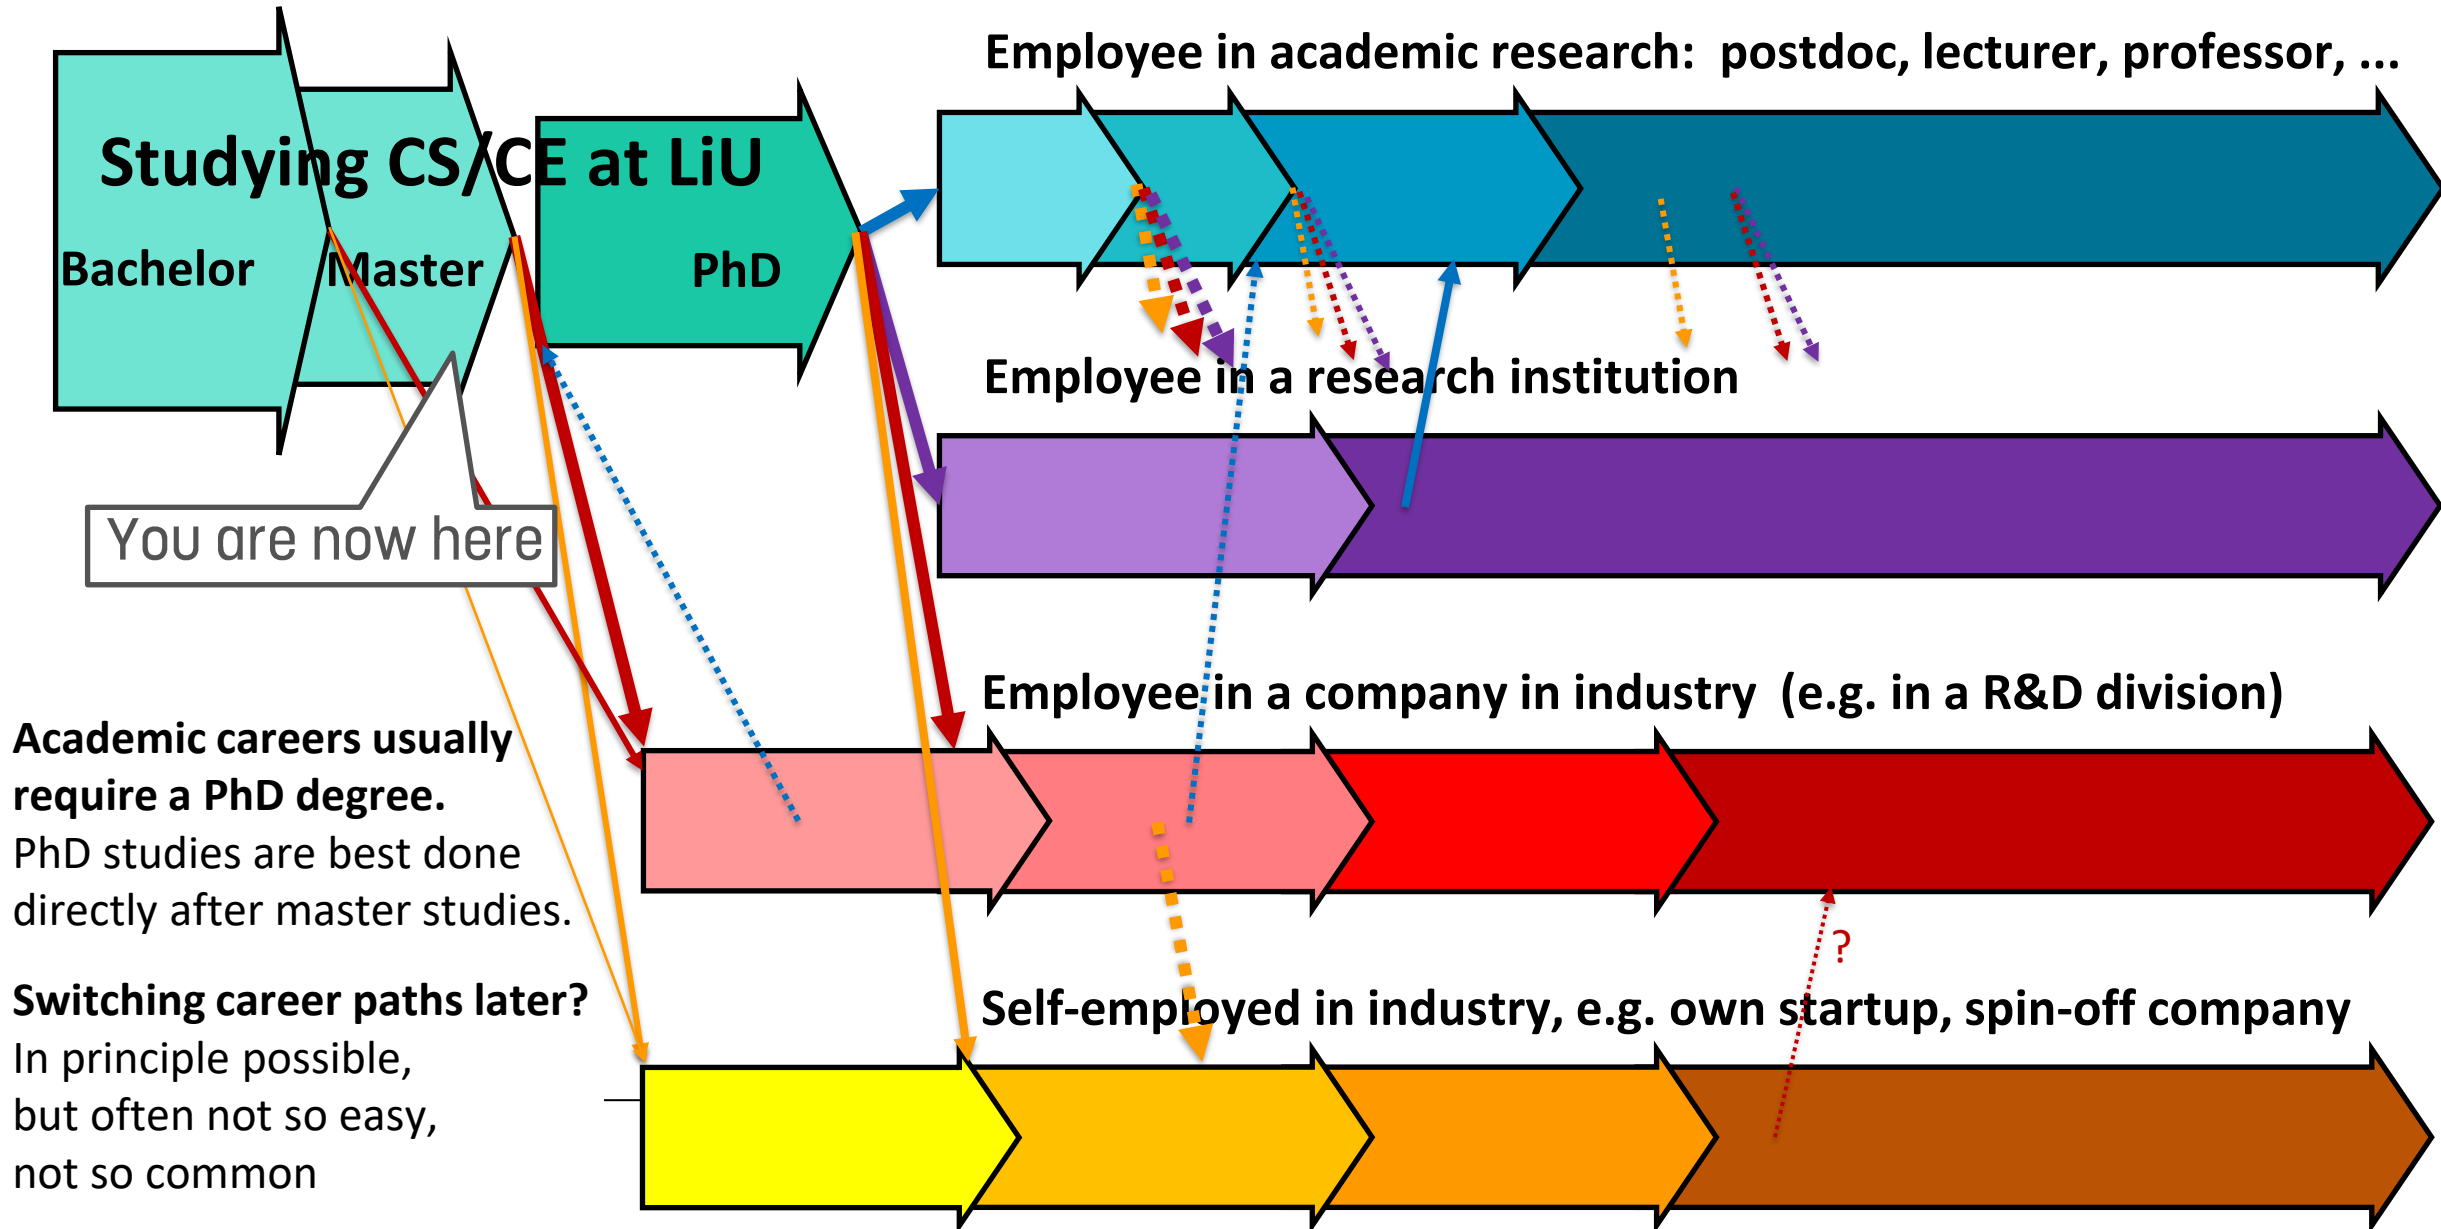 Employee in academic research:  postdoc, lecturer, professor, ...
Studying CS/CE at LiU
Bachelor
Master
PhD
Employee in a research institution
You are now here
Employee in a company in industry  (e.g. in a R&D division)
Academic careers usually
require a PhD degree.
PhD studies are best done
directly after master studies.
?
Switching career paths later?
In principle possible,
but often not so easy,
not so common
Self-employed in industry, e.g. own startup, spin-off company